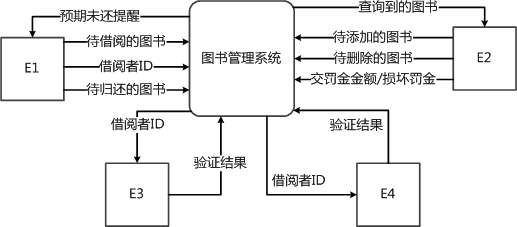 预期未还提醒
查询到的图书
待借阅的图书
待添加的图书
图书管理系统
E1
借阅者ID
待删除的图书
E2
待归还的图书
交罚金金额/损坏罚金
借阅者ID
验证结果
验证结果
借阅者ID
E3
E4